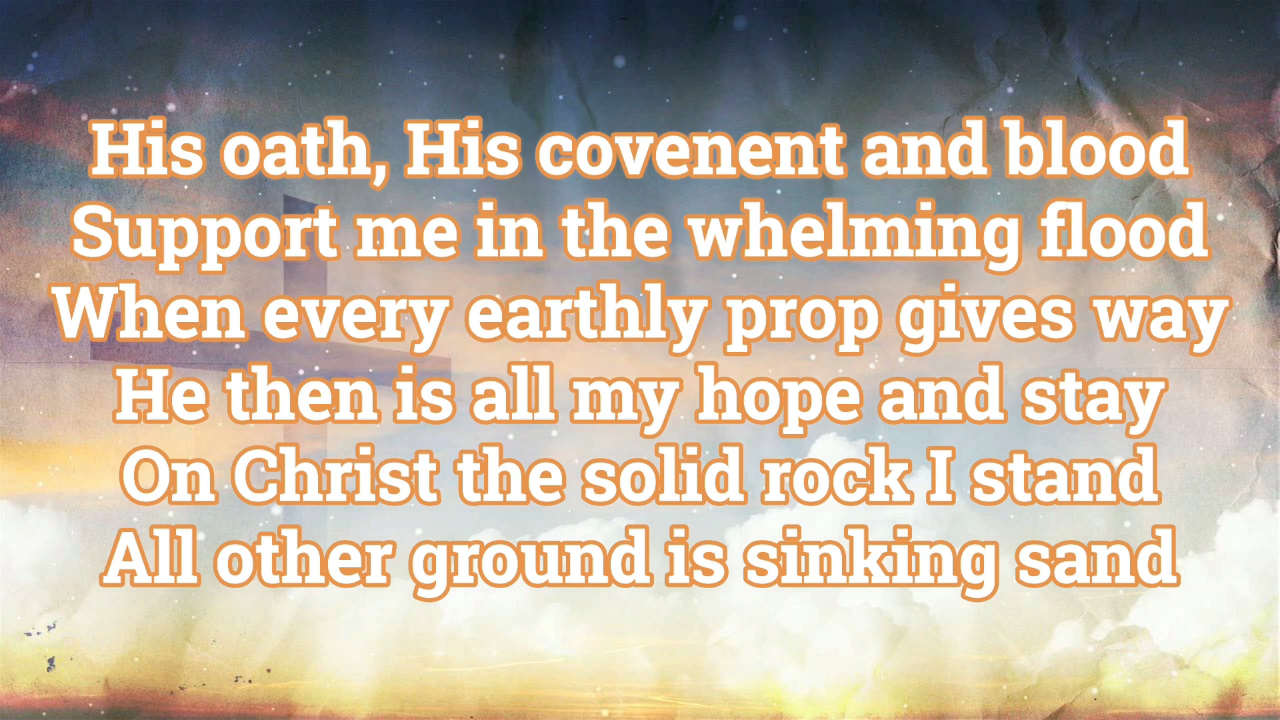 His oath, His covenent and blood
Support me in the whelming flood
When every earthly prop gives way
He then is all my hope and stay
On Christ the solid rock I stand
All other ground is sinking sand